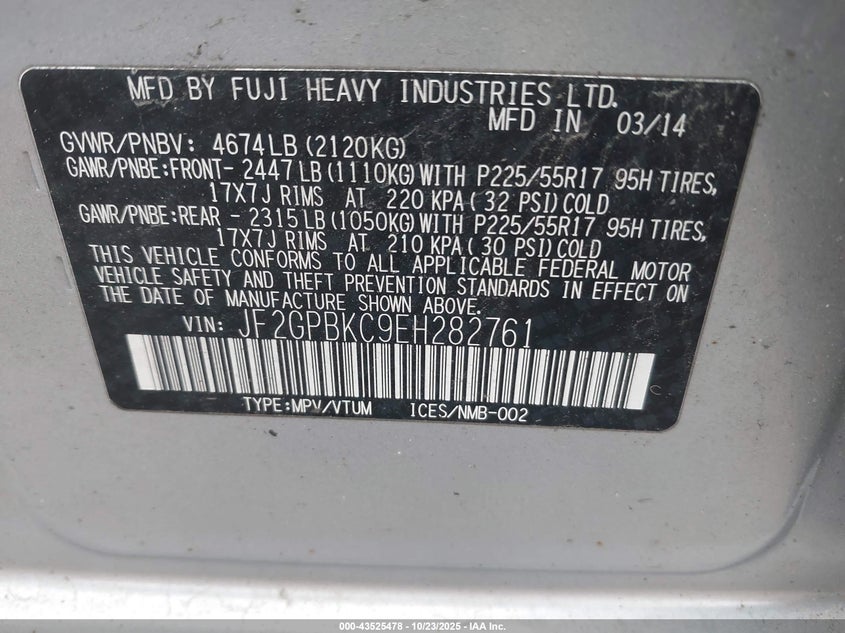 MFD BY FUJI HEAVY INDUSTRIES LTD.
MFD IN 03/14
GVWR/PNBV: 4674LB (2120KG)
GAWR/PNBE:FRONT- 2447LB (1110KG) WITH P225/55R17 95H TIRES,
17X7J RIMS AT 220 KPA (32 PSI) COLD
GAWR/PNBE:REAR - 2315LB (1050KG) WITH P225/55R17 95H TIRES,
17X7J RIMS AT 210 KPA (30 PSI) COLD
THIS VEHICLE CONFORMS TO ALL APPLICABLE FEDERAL MOTOR
VEHICLE SAFETY AND THEFT PREVENTION STANDARDS IN EFFECT ON
THE DATE OF MANUFACTURE SHOWN ABOVE.
VIN: JF2GPBKC9EH282761
TYPE:MPV/VTUM ICES/NMB-002
000-43525478 - 10/23/2025 - IAA Inc.